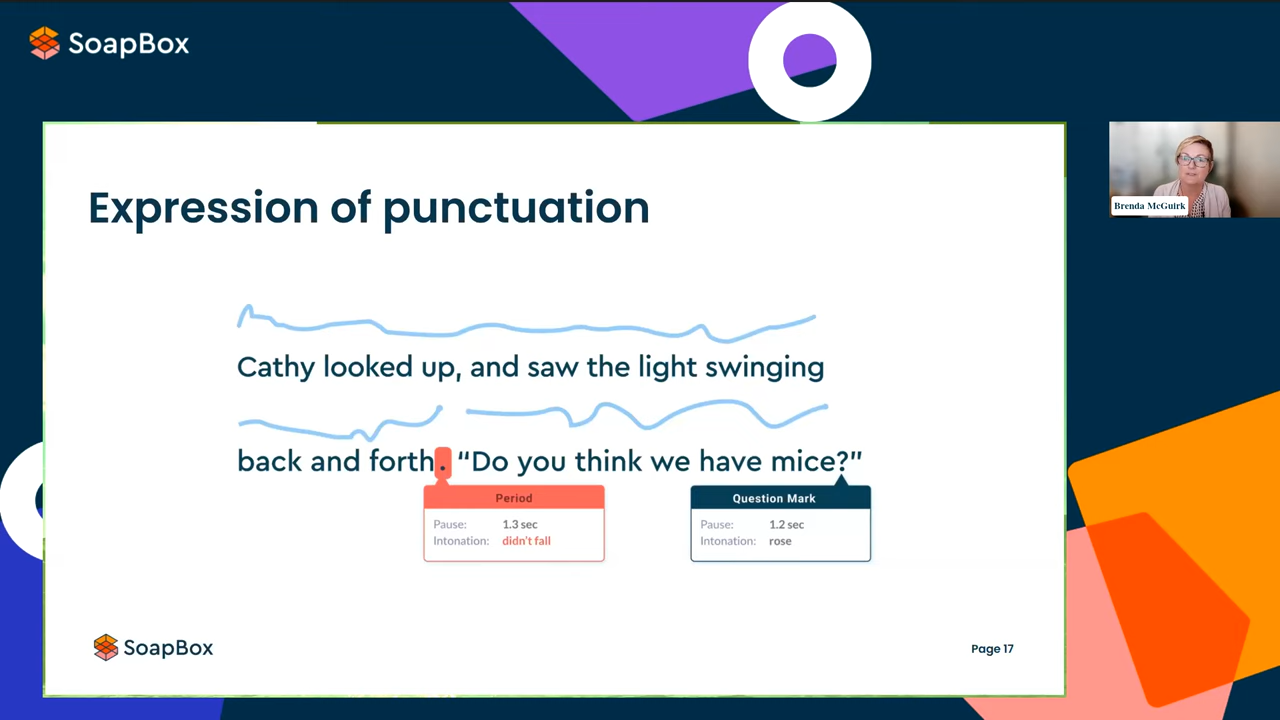 SoapBox
Expression of punctuation
Brenda McGuirk
Cathy looked up, and saw the light swinging
back and forth. “Do you think we have mice?”
Period
Pause: 1.3 sec
Intonation: didn't fall
Question Mark
Pause: 1.2 sec
Intonation: rose
SoapBox
Page 17